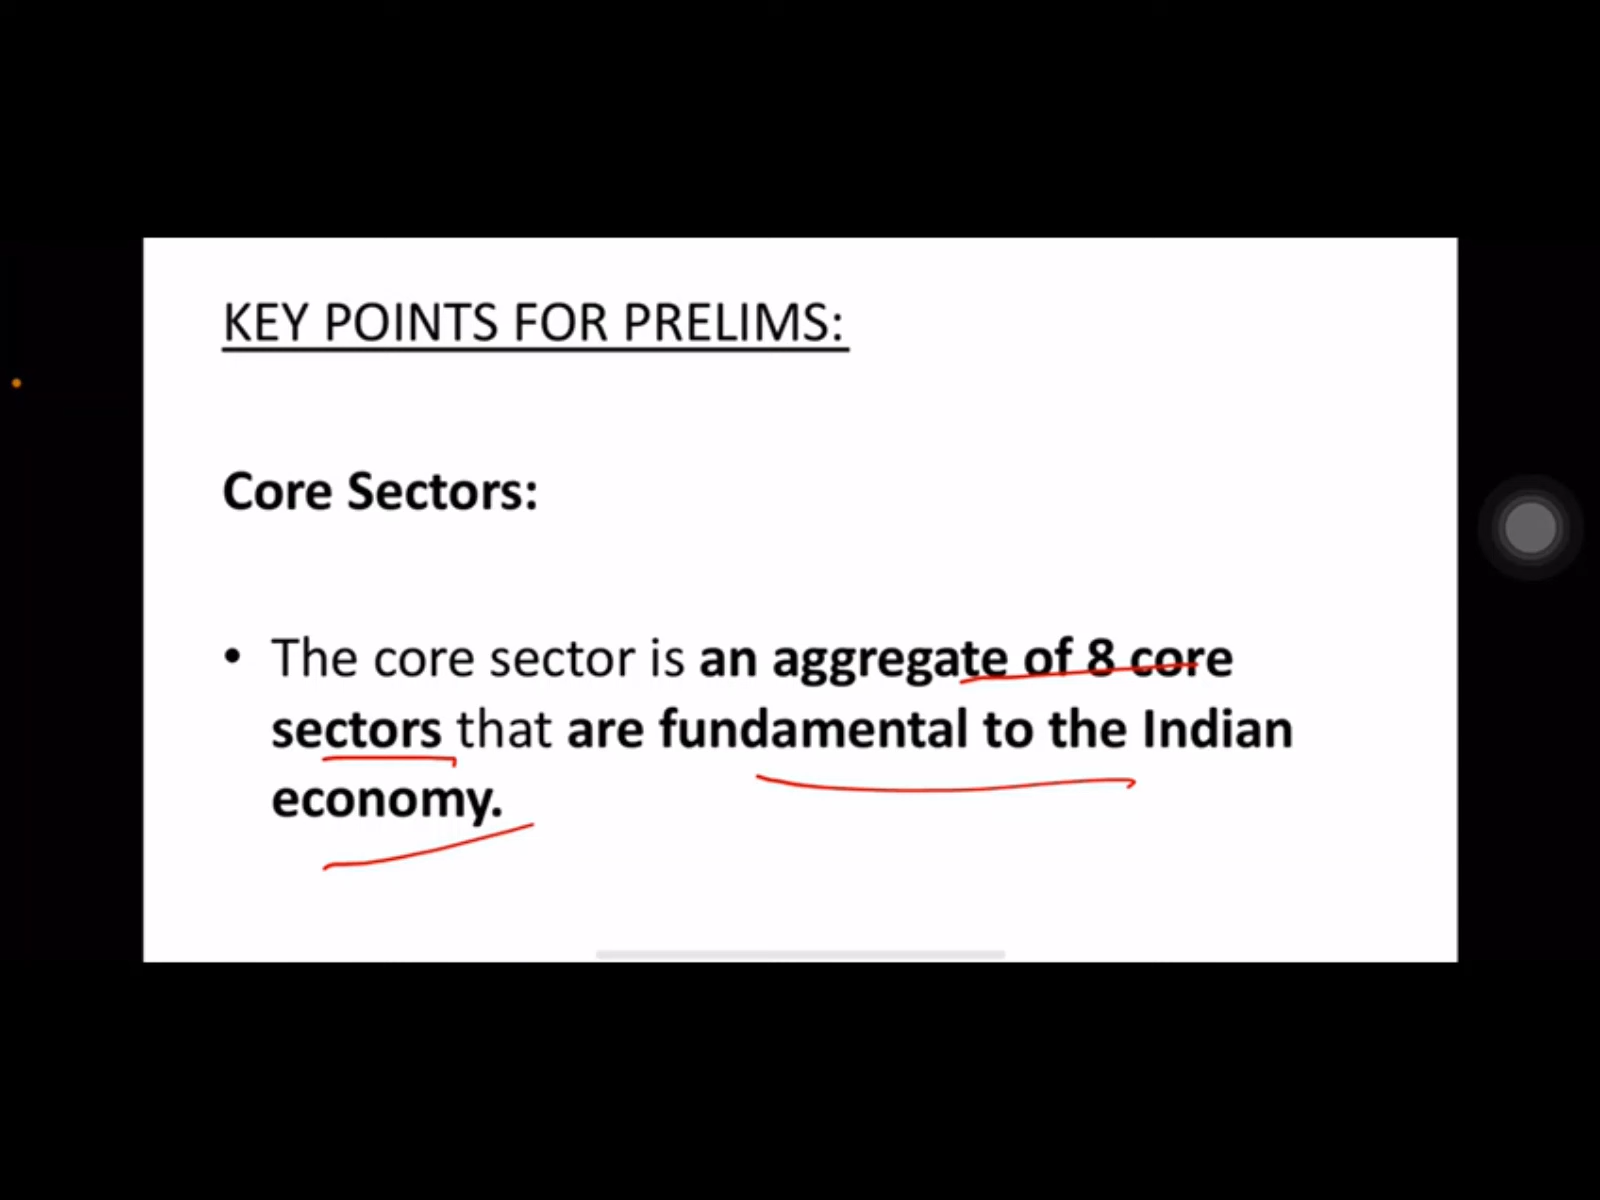 KEY POINTS FOR PRELIMS:
Core Sectors:
• The core sector is an aggregate of 8 core
sectors that are fundamental to the Indian
economy.